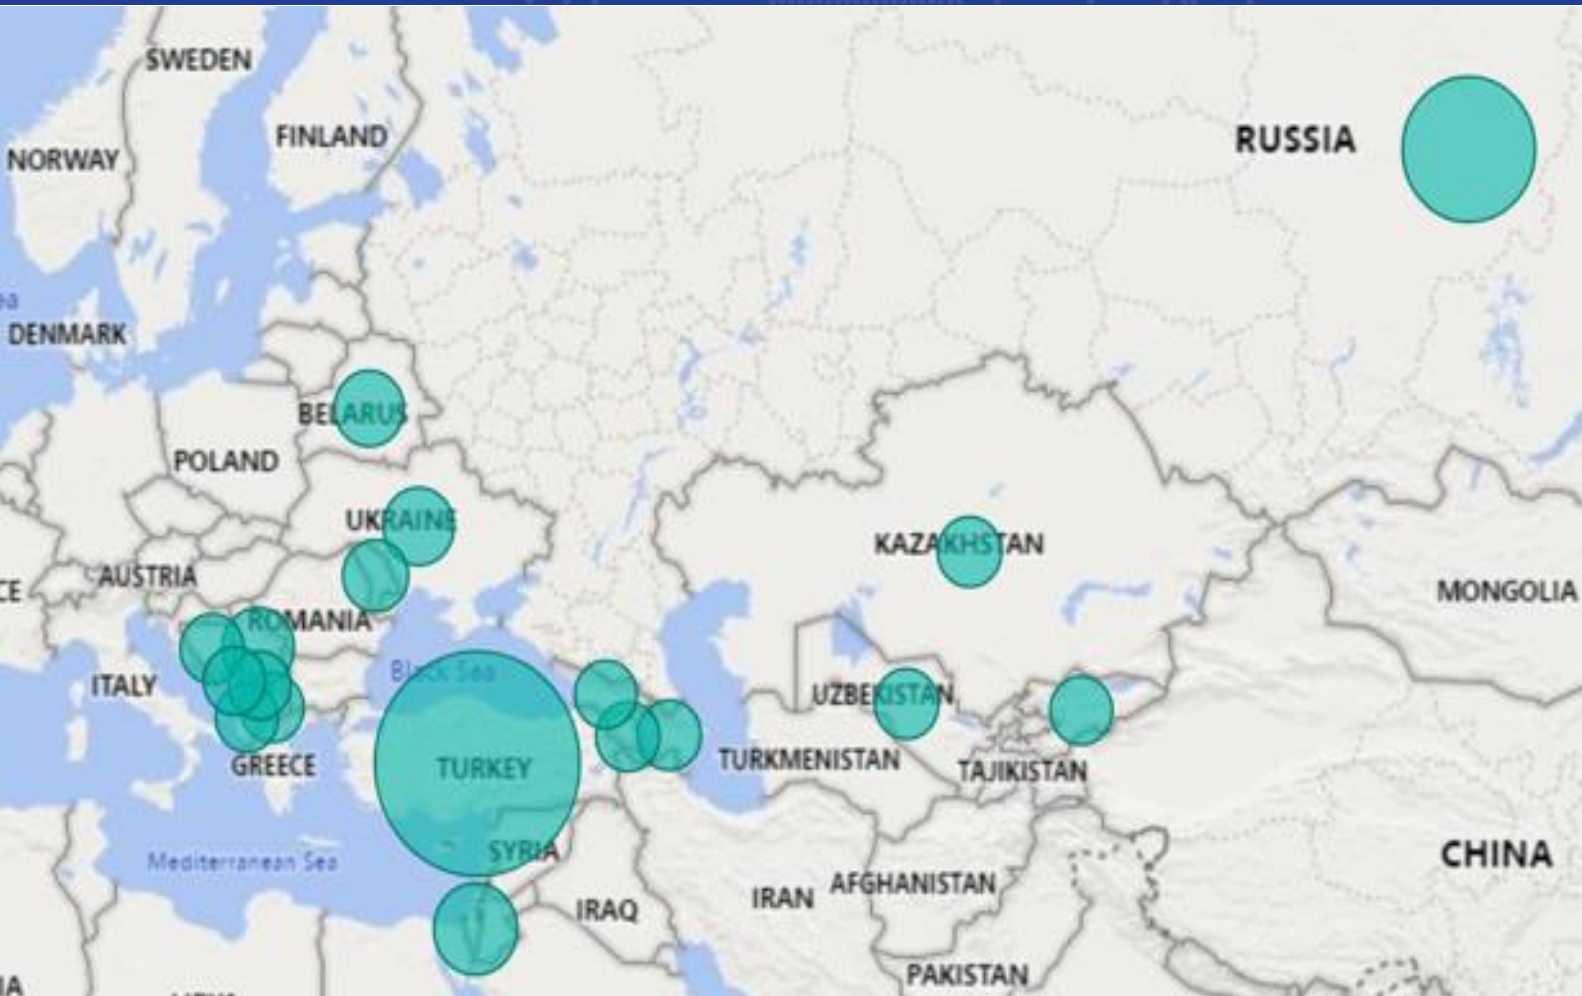 SWEDEN
FINLAND
RUSSIA
NORWAY
DENMARK
BELARUS
POLAND
UKRAINE
KAZAKHSTAN
AUSTRIA
MONGOLIA
ROMANIA
Black Sea
ITALY
UZBEKISTAN
GREECE
TURKEY
TURKMENISTAN
TAJIKISTAN
SYRIA
CHINA
Mediterranean Sea
IRAN
AFGHANISTAN
IRAQ
PAKISTAN